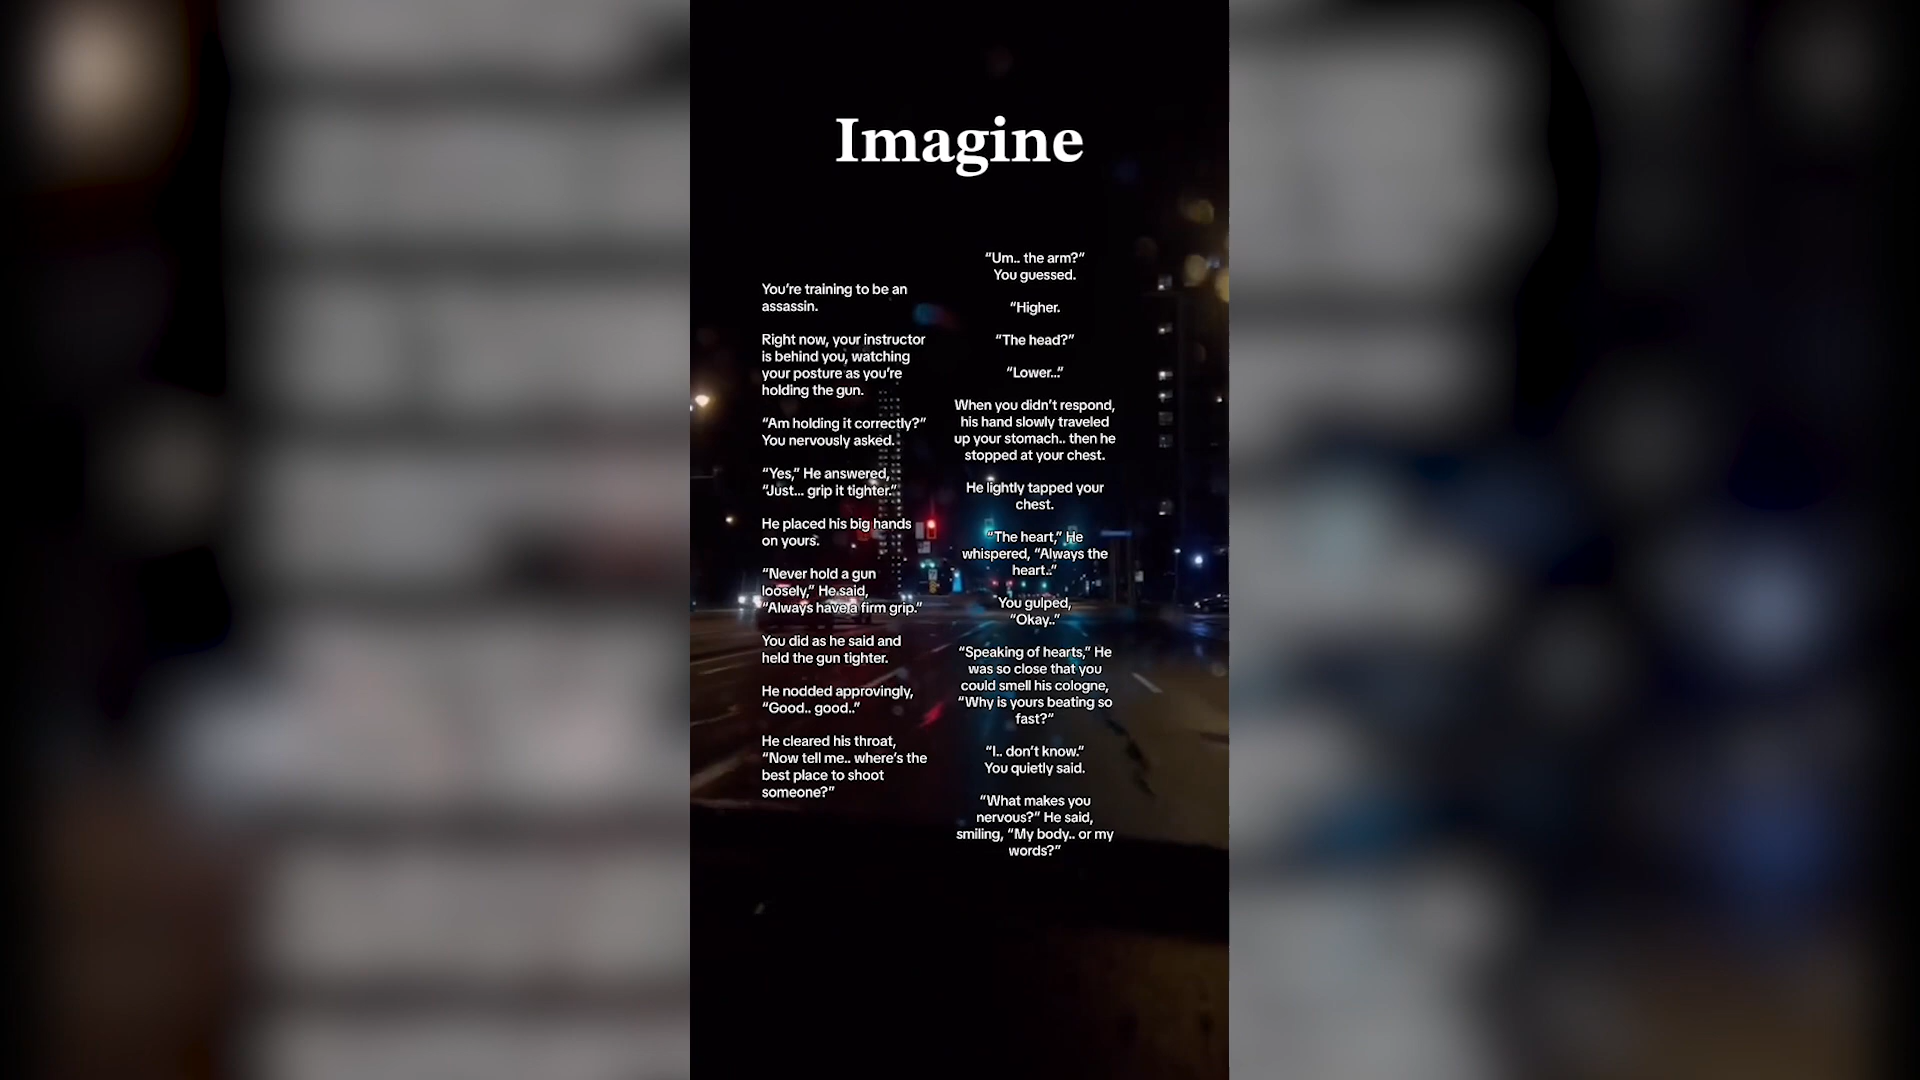 Imagine
You're training to be an
assassin.
Right now, your instructor
is behind you, watching
your posture as you're
holding the gun.
“Am holding it correctly?”
You nervously asked.
“Yes,” He answered,
“Just... grip it tighter.”
He placed his big hands
on yours.
“Never hold a gun
loosely,” He said,
“Always have a firm grip.”
You did as he said and
held the gun tighter.
He nodded approvingly,
“Good.. good..”
He cleared his throat,
“Now tell me.. where's the
best place to shoot
someone?”
“Um.. the arm?”
You guessed.
“Higher.
“The head?”
“Lower..”
When you didn't respond,
his hand slowly traveled
up your stomach.. then he
stopped at your chest.
He lightly tapped your
chest.
“The heart,” He
whispered, “Always the
heart..”
You gulped,
“Okay..”
“Speaking of hearts,” He
was so close that you
could smell his cologne,
“Why is yours beating so
fast?”
“I.. don't know.”
You quietly said.
“What makes you
nervous?” He said,
smiling, “My body.. or my
words?”